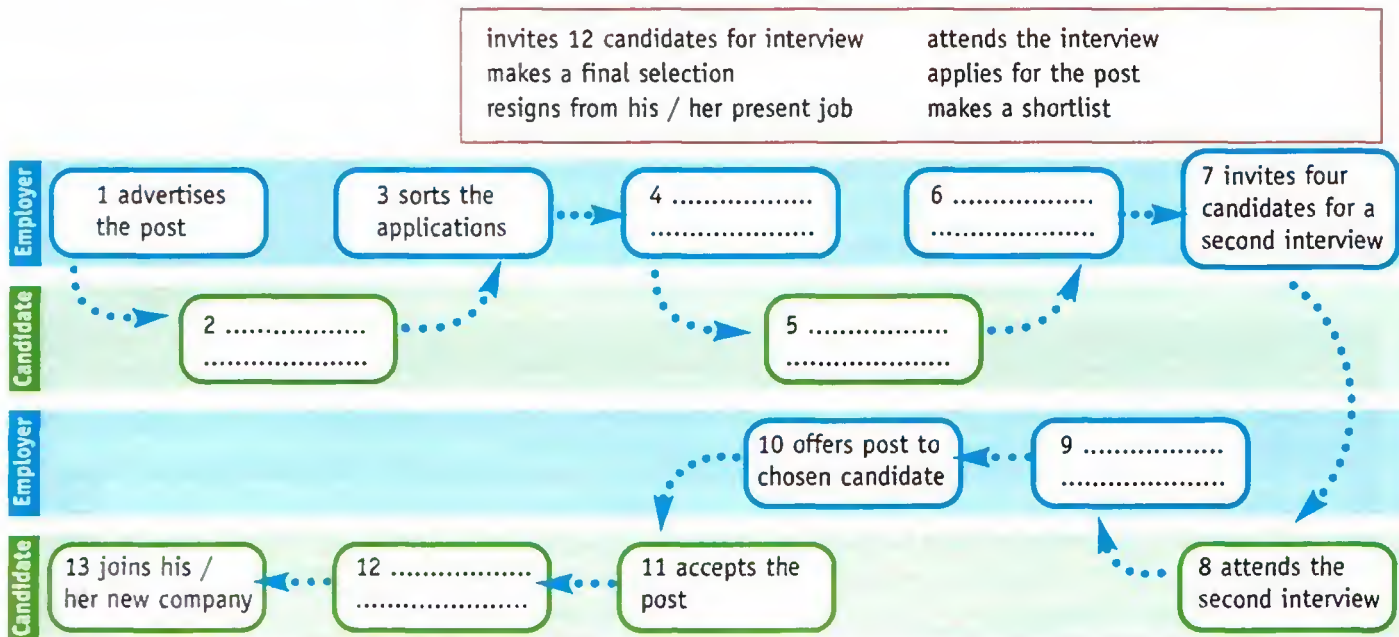 invites 12 candidates for interview
attends the interview
makes a final selection
applies for the post
resigns from his / her present job
makes a shortlist
Employer
1 advertises
the post
3 sorts the
applications
4 ..................
.....................
6 ..................
.....................
7 invites four
candidates for a
second interview
Candidate
2 ..................
.....................
5 ..................
.....................
Employer
10 offers post to
chosen candidate
9 ..................
.....................
Candidate
13 joins his /
her new company
12 ..................
.....................
11 accepts the
post
8 attends the
second interview